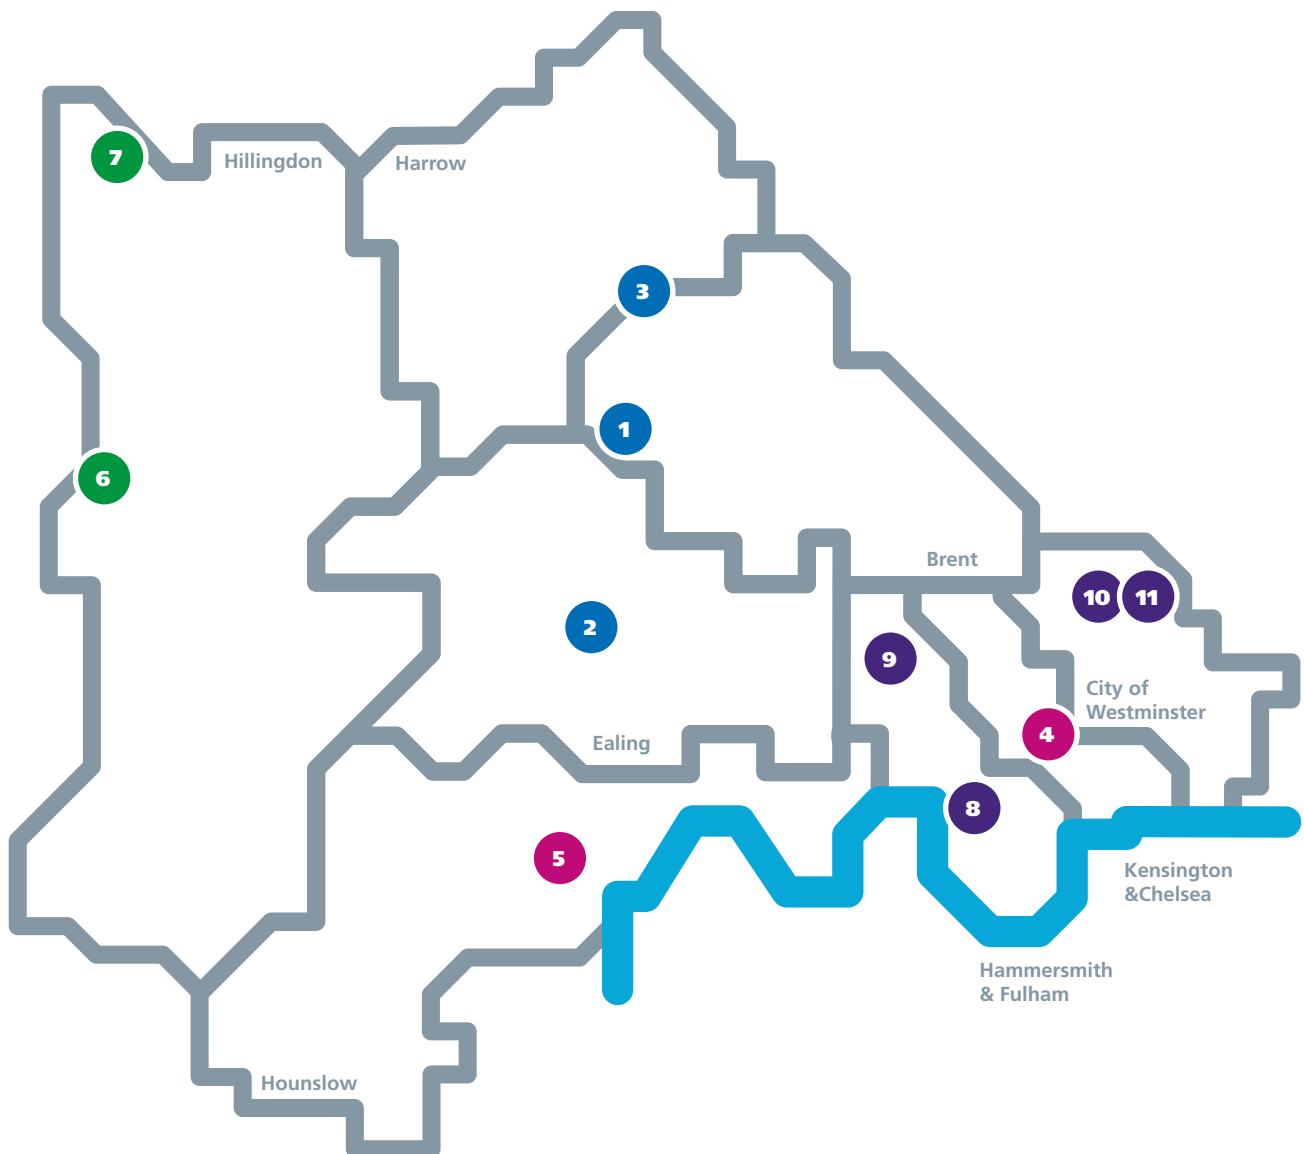 7
Hillingdon
Harrow
3
1
6
Brent
10
11
2
9
City of
Westminster
4
Ealing
8
5
Kensington
&Chelsea
Hammersmith
& Fulham
Hounslow